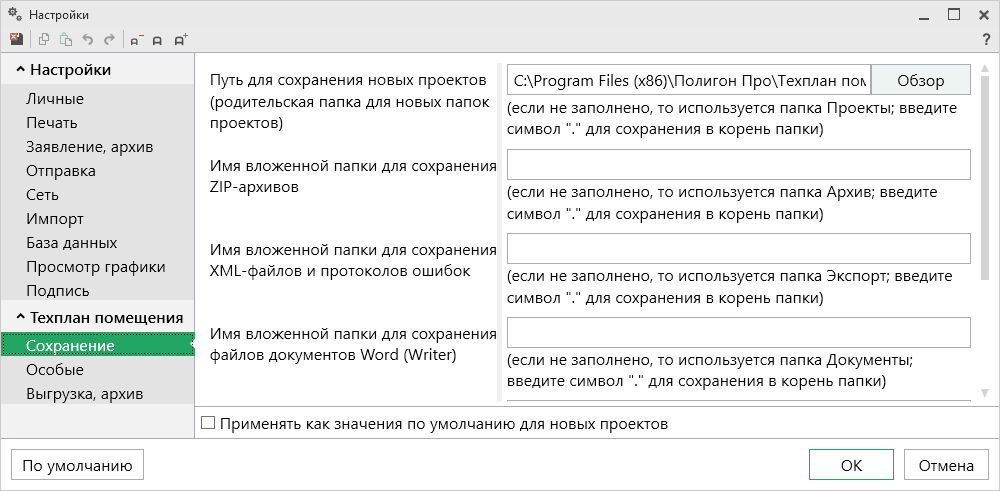 Настройки
?
Настройки
Личные
Печать
Заявление, архив
Отправка
Сеть
Импорт
База данных
Просмотр графики
Подпись
Техплан помещения
Сохранение
Особые
Выгрузка, архив
Путь для сохранения новых проектов
(родительская папка для новых папок
проектов)
C:\Program Files (x86)\Полигон Про\Техплан пом
Обзор
(если не заполнено, то используется папка Проекты; введите
символ "." для сохранения в корень папки)
Имя вложенной папки для сохранения
ZIP-архивов
(если не заполнено, то используется папка Архив; введите
символ "." для сохранения в корень папки)
Имя вложенной папки для сохранения
XML-файлов и протоколов ошибок
(если не заполнено, то используется папка Экспорт; введите
символ "." для сохранения в корень папки)
Имя вложенной папки для сохранения
файлов документов Word (Writer)
(если не заполнено, то используется папка Документы;
введите символ "." для сохранения в корень папки)
Применять как значения по умолчанию для новых проектов
По умолчанию
ОК
Отмена